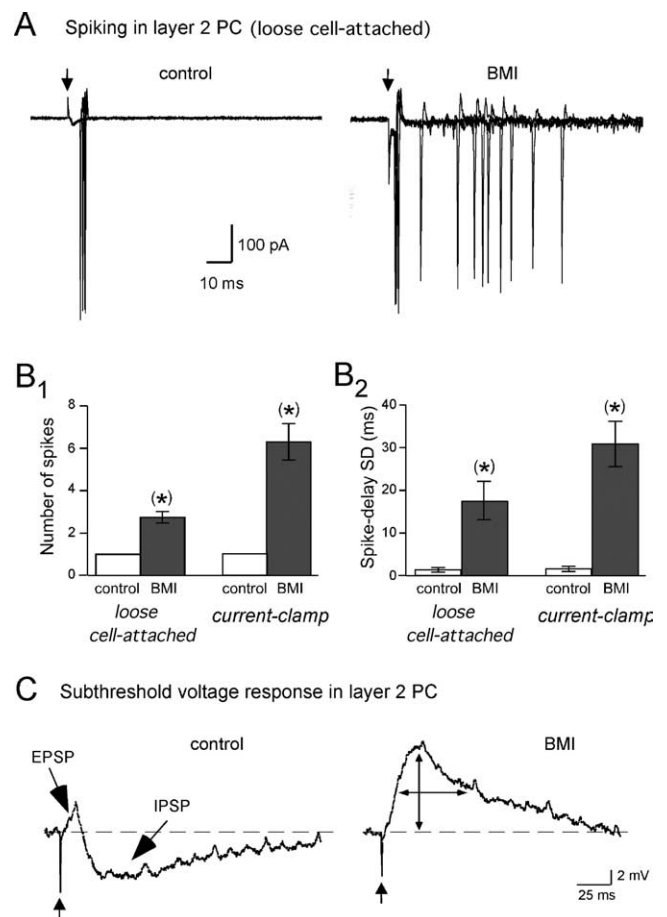 A Spiking in layer 2 PC (loose cell-attached)
control
BMI
100 pA
10 ms
B1
Number of spikes
8
6
4
2
0
(*)
(*)
control BMI control BMI
loose cell-attached
current-clamp
B2
Spike-delay SD (ms)
40
30
20
10
0
(*)
(*)
control BMI control BMI
loose cell-attached
current-clamp
C Subthreshold voltage response in layer 2 PC
control
BMI
EPSP
IPSP
2 mV
25 ms